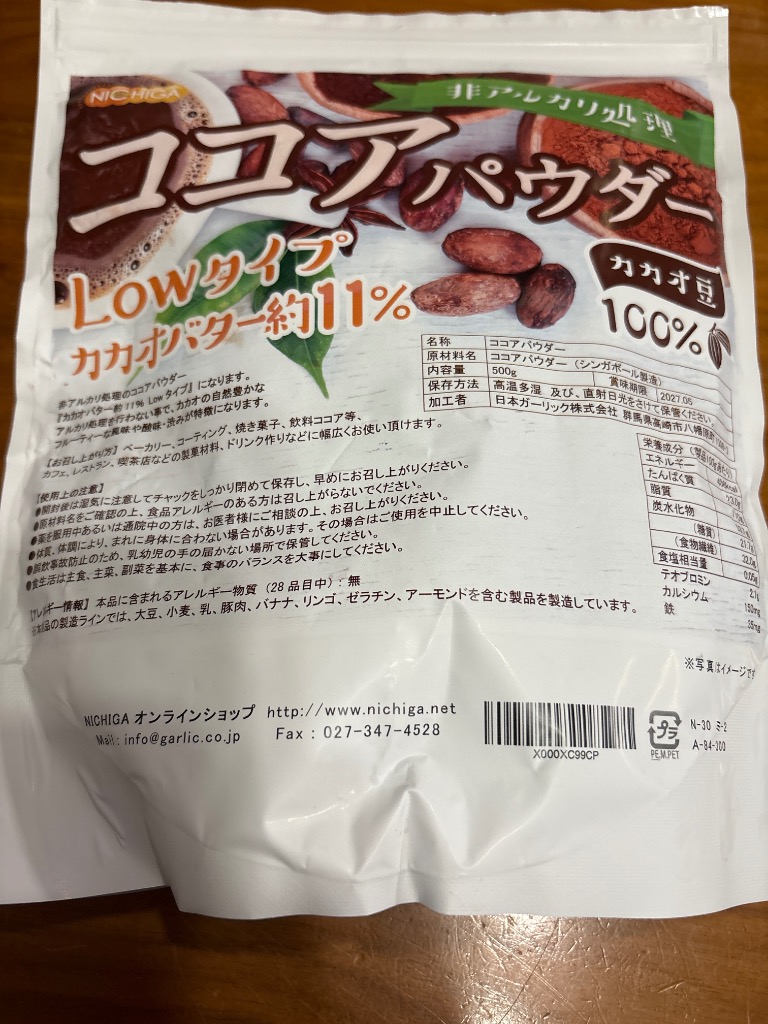 NICHIGA
非アルカリ処理
ココアパウダー
Lowタイプ
カカオバター約11%
カカオ豆
100%
名称 ココアパウダー
原材料名 ココアパウダー（シンガポール製造）
内容量 500g 賞味期限 2027.05
保存方法 高温多湿 及び、直射日光をさけて保管ください。
加工者 日本ガーリック株式会社 群馬県高崎市八幡原町
非アルカリ処理のココアパウダー
『カカオバター約11% Lowタイプ』になります。
アルカリ処理を行わない事で、カカオの自然豊かな
フルーティーな風味や酸味・渋みが特徴になります。
【お召し上がり方】ベーカリー、コーティング、焼き菓子、飲料ココア等、
カフェ、レストラン、喫茶店などの製菓材料、ドリンク作りなどに幅広くお使い頂けます。
【使用上の注意】
●開封後は湿気に注意してチャックをしっかり閉めて保存し、早めにお召し上がりください。
●原材料名をご確認の上、食品アレルギーのある方は召し上がらないでください。
●薬を服用中あるいは通院中の方は、お医者様にご相談の上、お召し上がりください。
●体質、体調により、まれに身体に合わない場合があります。その場合はご使用を中止してください。
●誤飲事故防止のため、乳幼児の手の届かない場所で保管してください。
●食生活は主食、主菜、副菜を基本に、食事のバランスを大事にしてください。
【アレルギー情報】本品に含まれるアレルギー物質（28品目中）：無
の製造ラインでは、大豆、小麦、乳、豚肉、バナナ、リンゴ、ゼラチン、アーモンドを含む製品を製造しています。
栄養成分
エネルギー
たんぱく質
脂質
炭水化物
（糖質）
（食物繊維）
食塩相当量
テオブロミン
カルシウム
鉄
※写真はイメージです
NICHIGA オンラインショップ http://www.nichiga.net
Mail: info@garlic.co.jp Fax : 027-347-4528
X000XC99CP
プラ
PE,M,PET
N-30 ミ-2
A-84-300